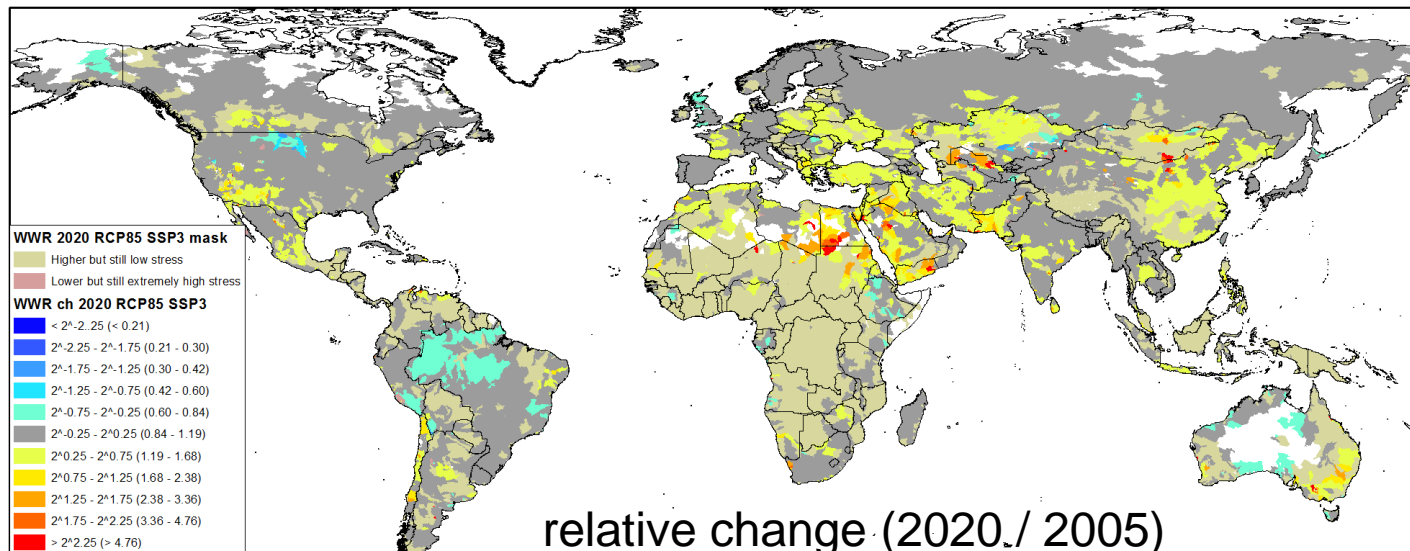 WWR 2020 RCP85 SSP3 mask
Higher but still low stress
Lower but still extremely high stress
WWR ch 2020 RCP85 SSP3
< 2^-2..25 (< 0.21)
2^-2.25 - 2^-1.75 (0.21 - 0.30)
2^-1.75 - 2^-1.25 (0.30 - 0.42)
2^-1.25 - 2^-0.75 (0.42 - 0.60)
2^-0.75 - 2^-0.25 (0.60 - 0.84)
2^-0.25 - 2^0.25 (0.84 - 1.19)
2^0.25 - 2^0.75 (1.19 - 1.68)
2^0.75 - 2^1.25 (1.68 - 2.38)
2^1.25 - 2^1.75 (2.38 - 3.36)
2^1.75 - 2^2.25 (3.36 - 4.76)
> 2^2.25 (> 4.76)
relative change (2020 / 2005)